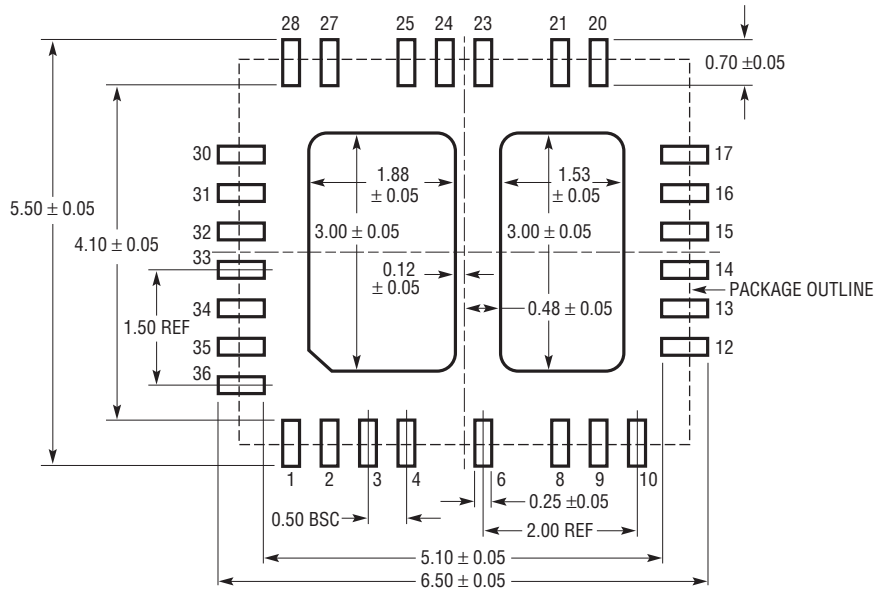 28 27 25 24 23 21 20
0.70 ±0.05
30
31
32
33
34
35
36
17
16
15
14
13
12
5.50 ± 0.05
4.10 ± 0.05
1.50 REF
1.88
± 0.05
3.00 ± 0.05
1.53
± 0.05
3.00 ± 0.05
0.12
± 0.05
0.48 ± 0.05
PACKAGE OUTLINE
1 2 3 4 6 8 9 10
0.50 BSC
0.25 ±0.05
2.00 REF
5.10 ± 0.05
6.50 ± 0.05